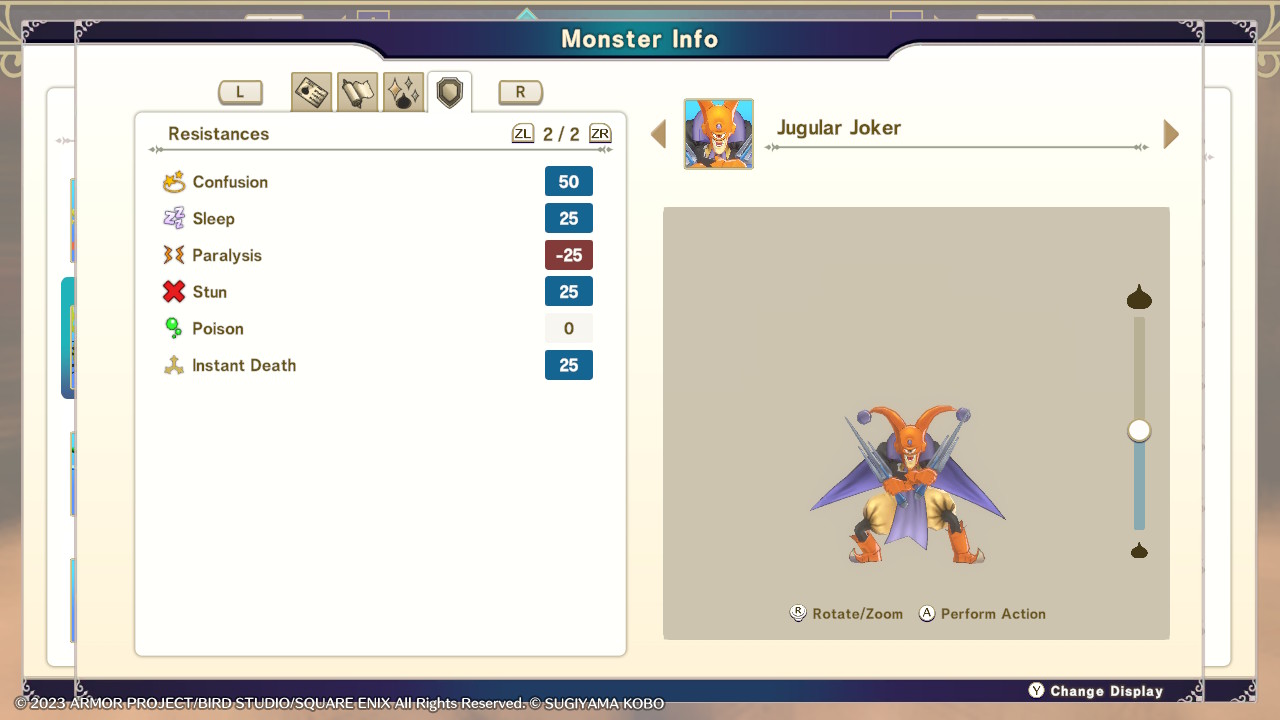 Monster Info
L
R
Resistances
ZL 2 / 2 ZR
Confusion 50
Sleep 25
Paralysis -25
Stun 25
Poison 0
Instant Death 25
Jugular Joker
R Rotate/Zoom A Perform Action
Y Change Display
© 2023 ARMOR PROJECT/BIRD STUDIO/SQUARE ENIX All Rights Reserved. © SUGIYAMA KOBO